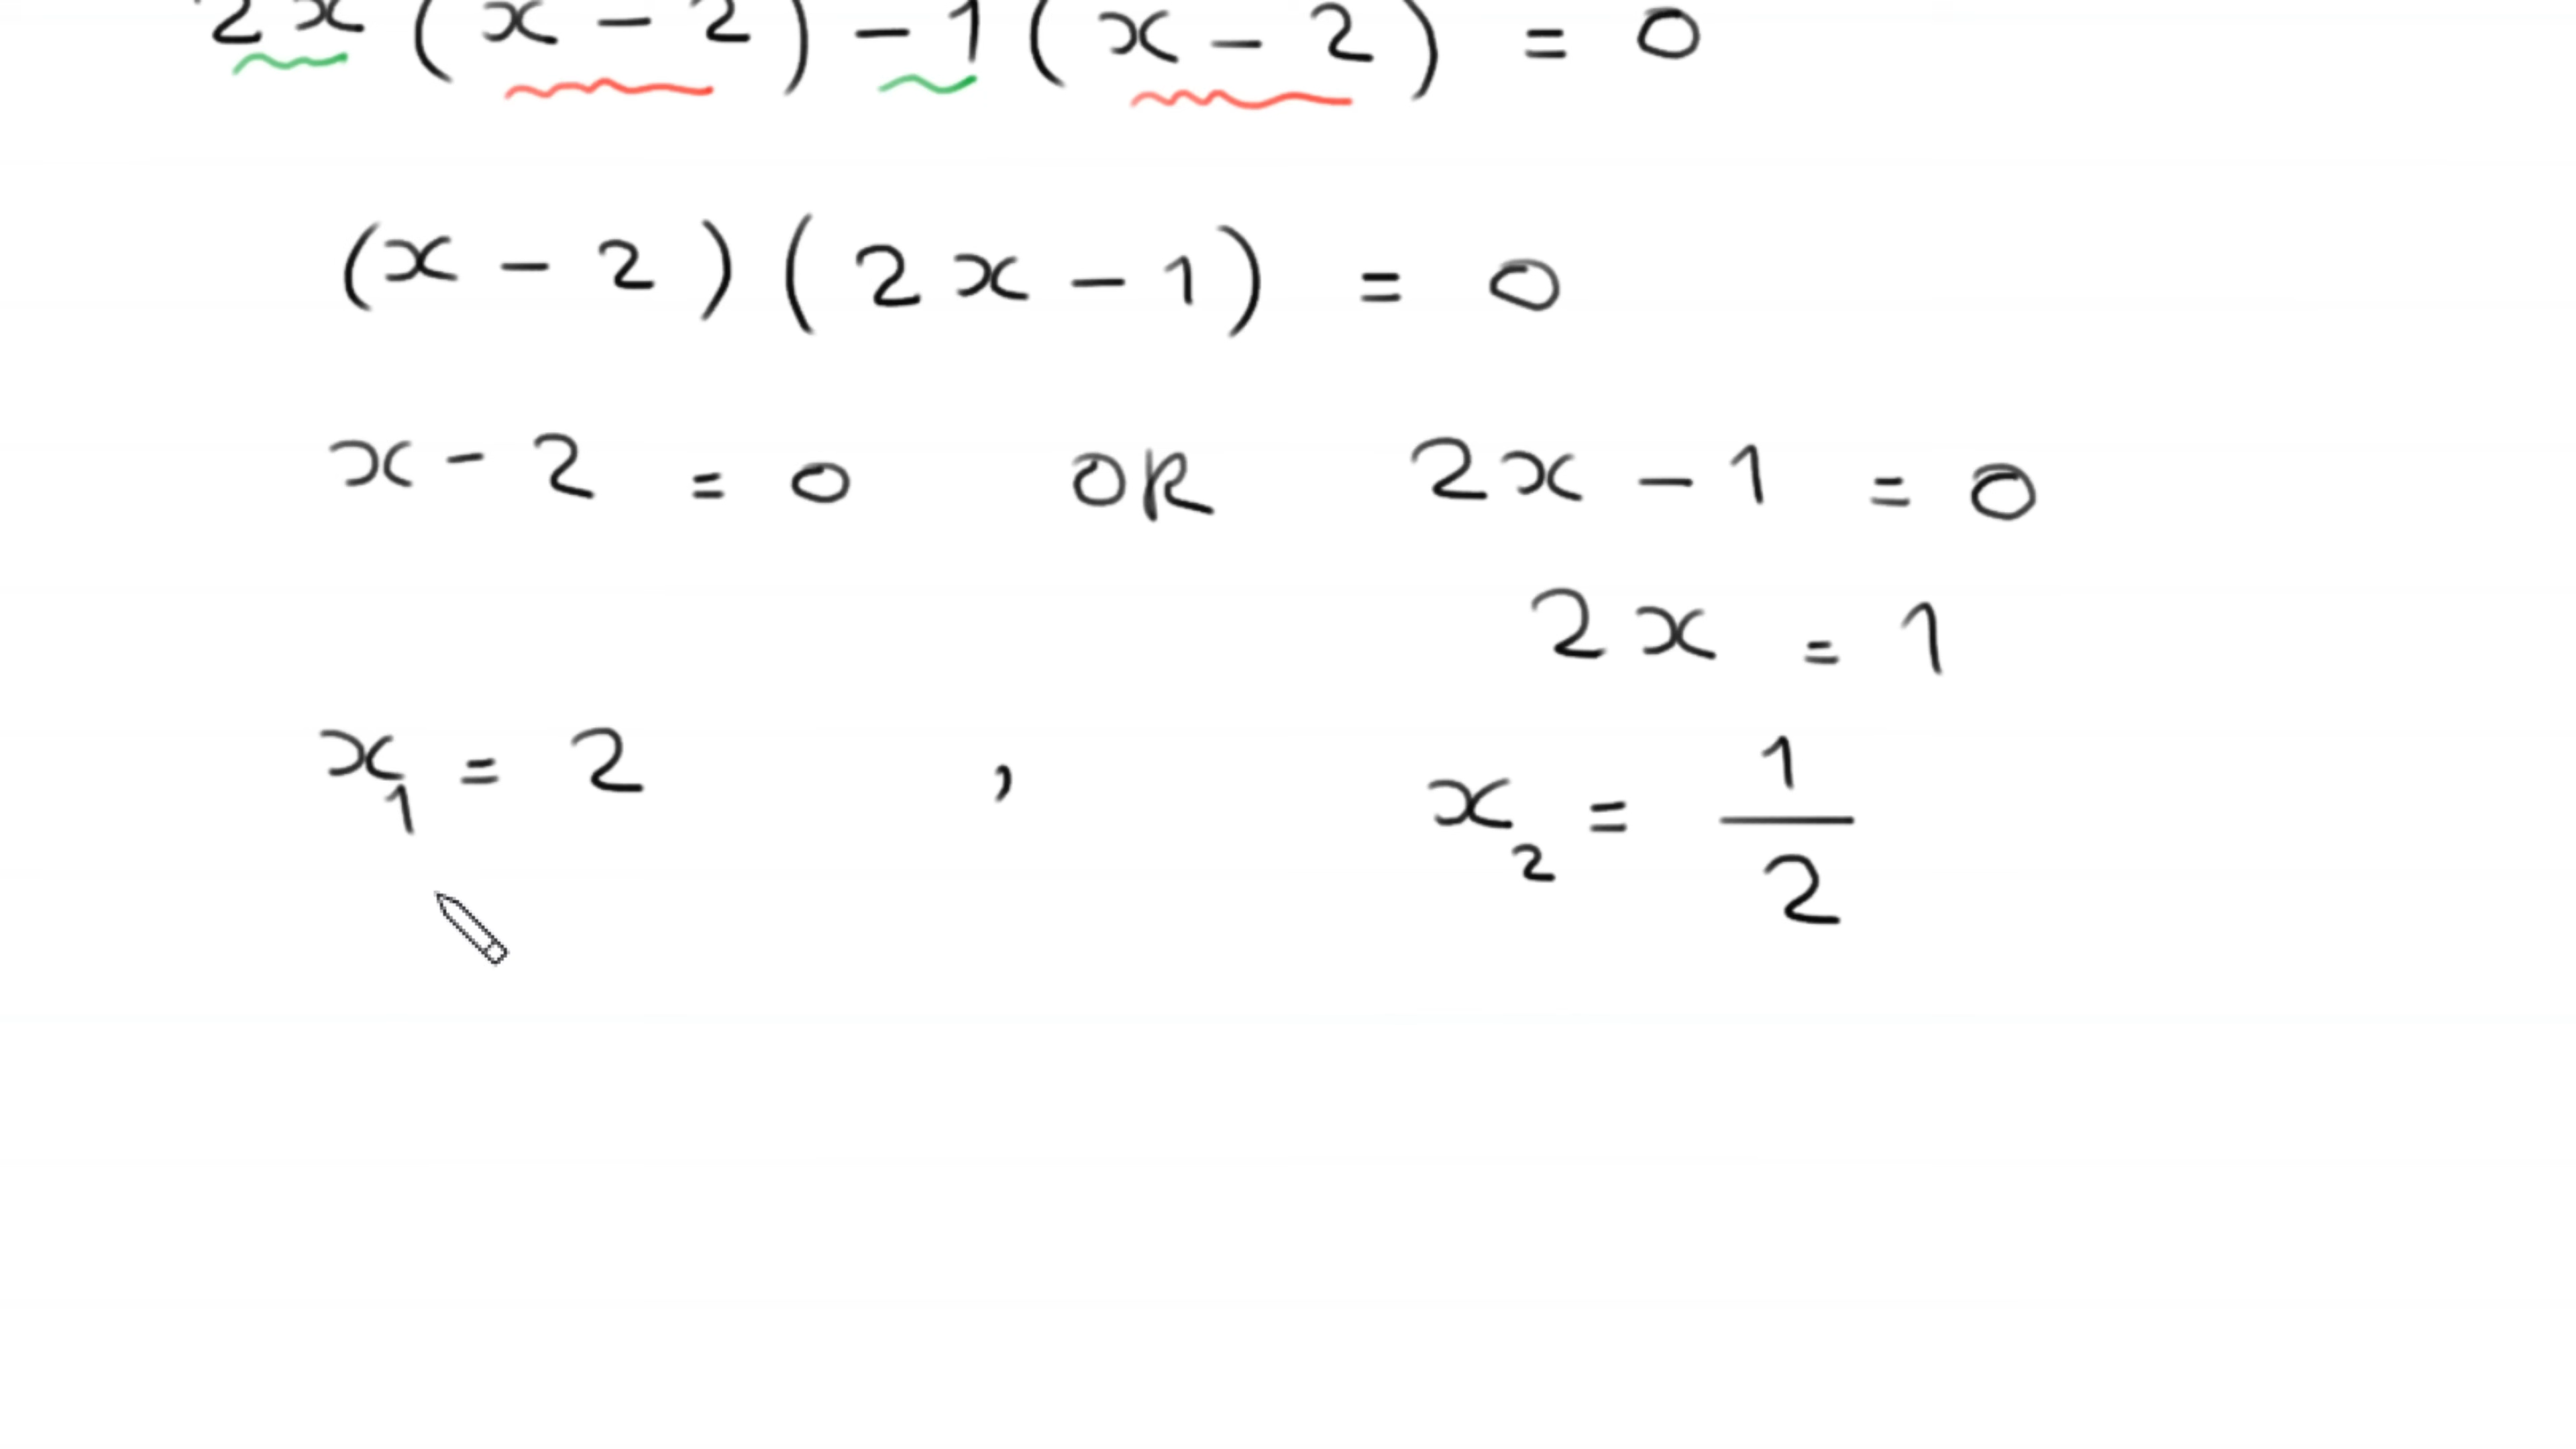 2x(x-2)-1(x-2) = 0
(x-2)(2x-1) = 0
x-2 = 0 OR 2x-1 = 0
2x = 1
x₁ = 2 , x₂ = 1/2